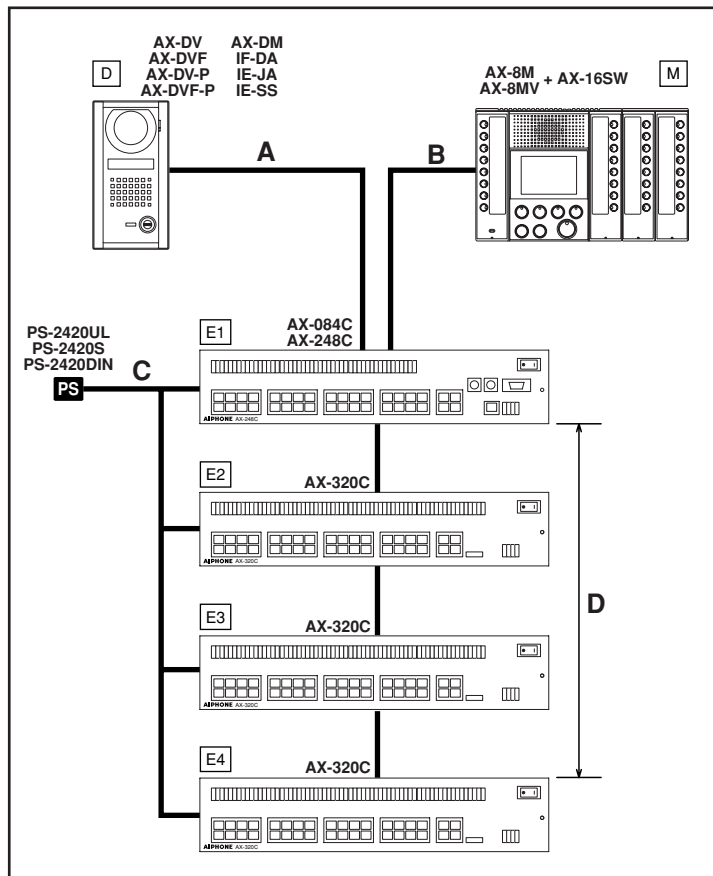 D
AX-DV AX-DM
AX-DVF IF-DA
AX-DV-P IE-JA
AX-DVF-P IE-SS
AX-8M
AX-8MV + AX-16SW
M
A
B
PS-2420UL
PS-2420S
PS-2420DIN
PS
C
E1
AX-084C
AX-248C
AIPHONE AX-248C
E2
AX-320C
AIPHONE AX-320C
D
E3
AX-320C
AIPHONE AX-320C
E4
AX-320C
AIPHONE AX-320C